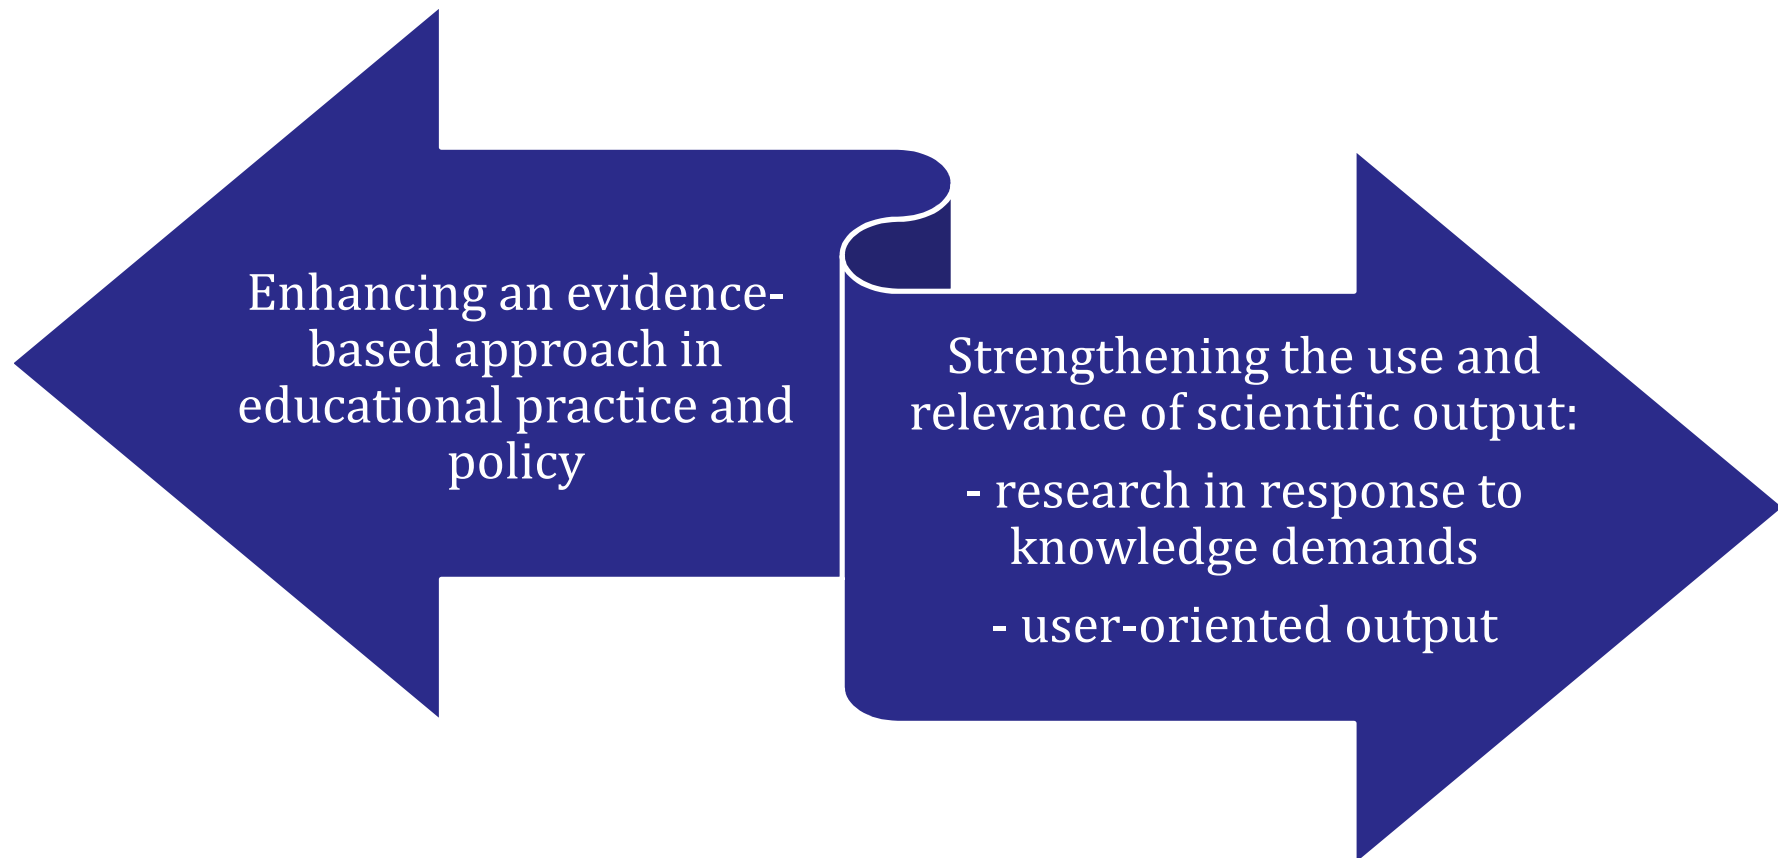 Enhancing an evidence-
based approach in
educational practice and
policy
Strengthening the use and
relevance of scientific output:
- research in response to
knowledge demands
- user-oriented output